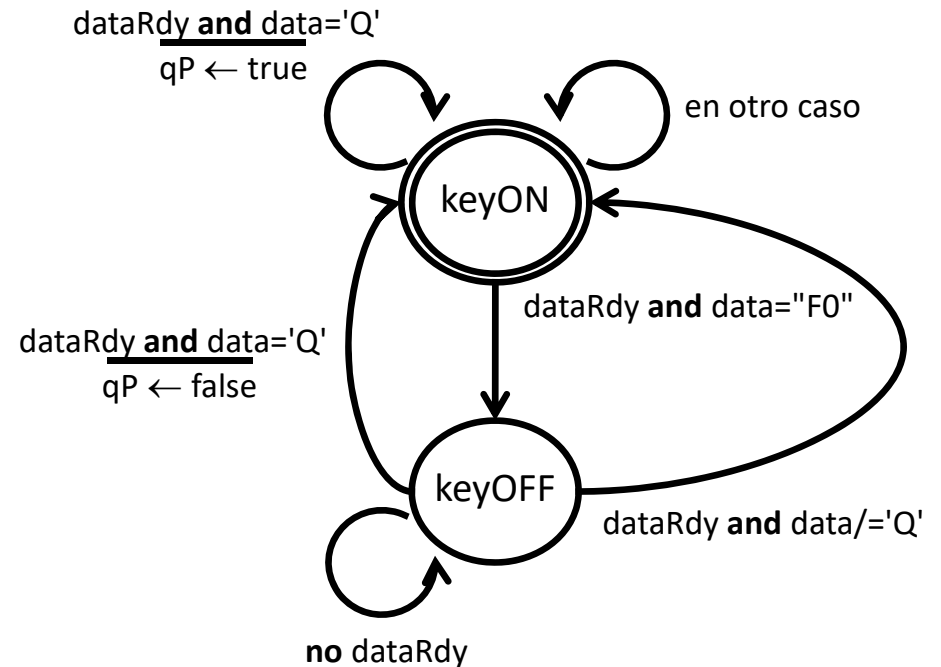 dataRdy and data='Q'
qP ← true
en otro caso
keyON
dataRdy and data="F0"
dataRdy and data='Q'
qP ← false
keyOFF
dataRdy and data/='Q'
no dataRdy